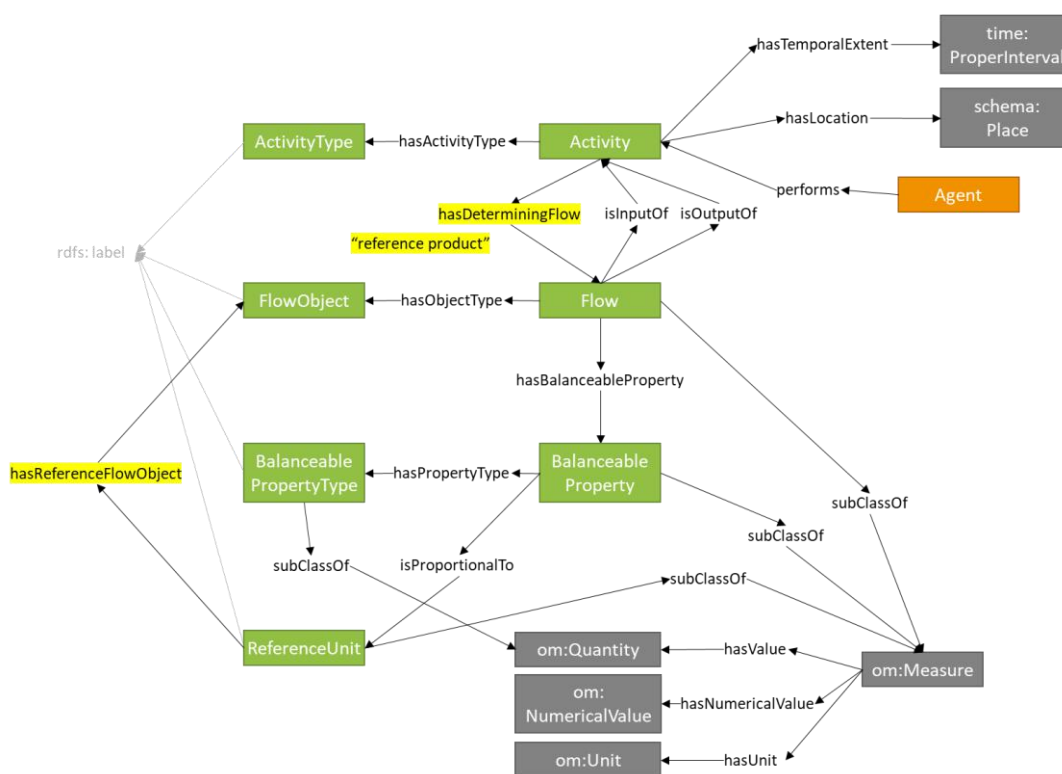 hasTemporalExtent
time:
ProperInterval
hasLocation
schema:
Place
ActivityType
hasActivityType
Activity
performs
Agent
hasDeterminingFlow
isInputOf
isOutputOf
“reference product”
rdfs: label
FlowObject
hasObjectType
Flow
hasBalanceableProperty
hasReferenceFlowObject
Balanceable
PropertyType
hasPropertyType
Balanceable
Property
subClassOf
subClassOf
subClassOf
isProportionalTo
subClassOf
ReferenceUnit
om:Quantity
hasValue
om:Measure
om:
NumericalValue
hasNumericalValue
om:Unit
hasUnit